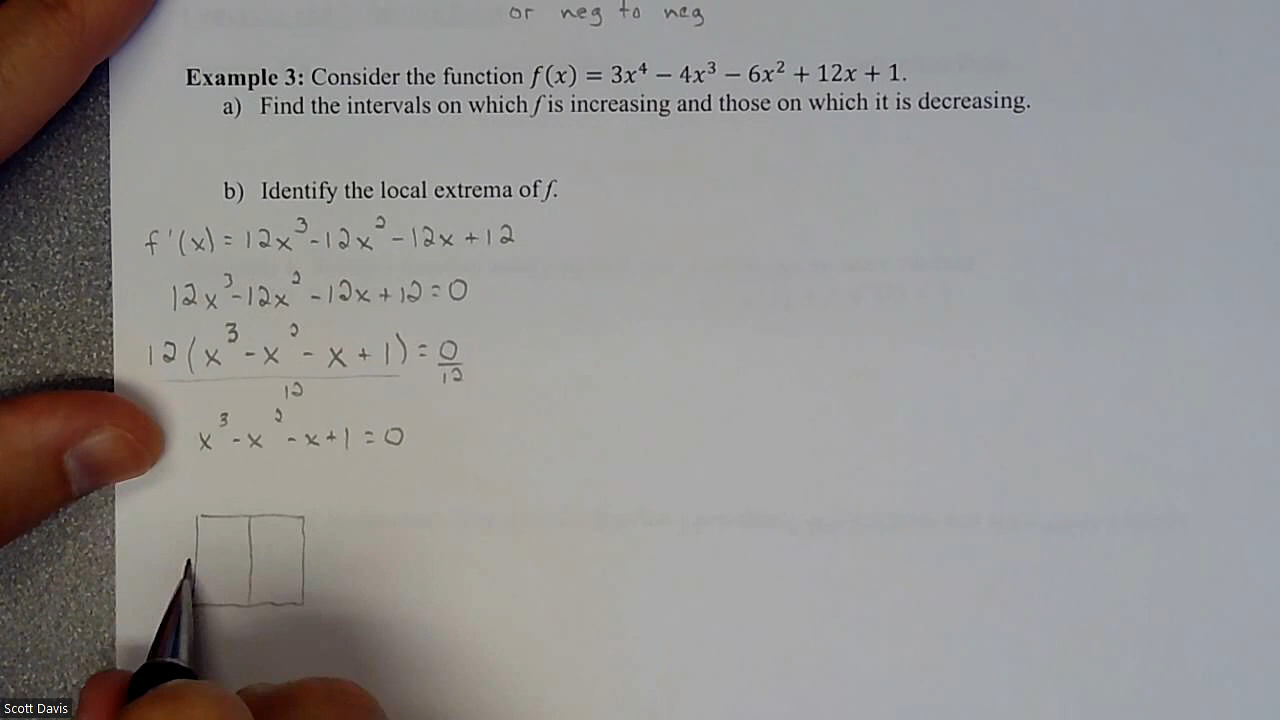 or neg to neg
Example 3: Consider the function f(x) = 3x⁴ − 4x³ − 6x² + 12x + 1.
a) Find the intervals on which f is increasing and those on which it is decreasing.
b) Identify the local extrema of f.
f'(x) = 12x³ - 12x² - 12x + 12
12x³ - 12x² - 12x + 12 = 0
12(x³ - x² - x + 1) = 0
12 12
x³ - x² - x + 1 = 0
Scott Davis